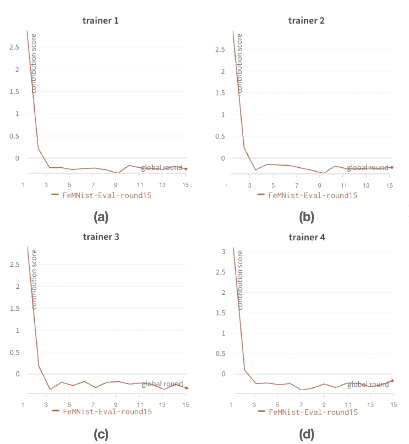 trainer 1
contribution score
2.5
2
1.5
1
0.5
0
global round
1 3 5 7 9 11 13 15
FeMNist-Eval-round15
(a)
trainer 2
contribution score
2.5
2
1.5
1
0.5
0
global round
1 3 5 7 9 11 13 15
FeMNist-Eval-round15
(b)
trainer 3
contribution score
2.5
2
1.5
1
0.5
0
global round
1 3 5 7 9 11 13 15
FeMNist-Eval-round15
(c)
trainer 4
contribution score
3
2.5
2
1.5
1
0.5
0
global round
1 3 5 7 9 11 13 15
FeMNist-Eval-round15
(d)